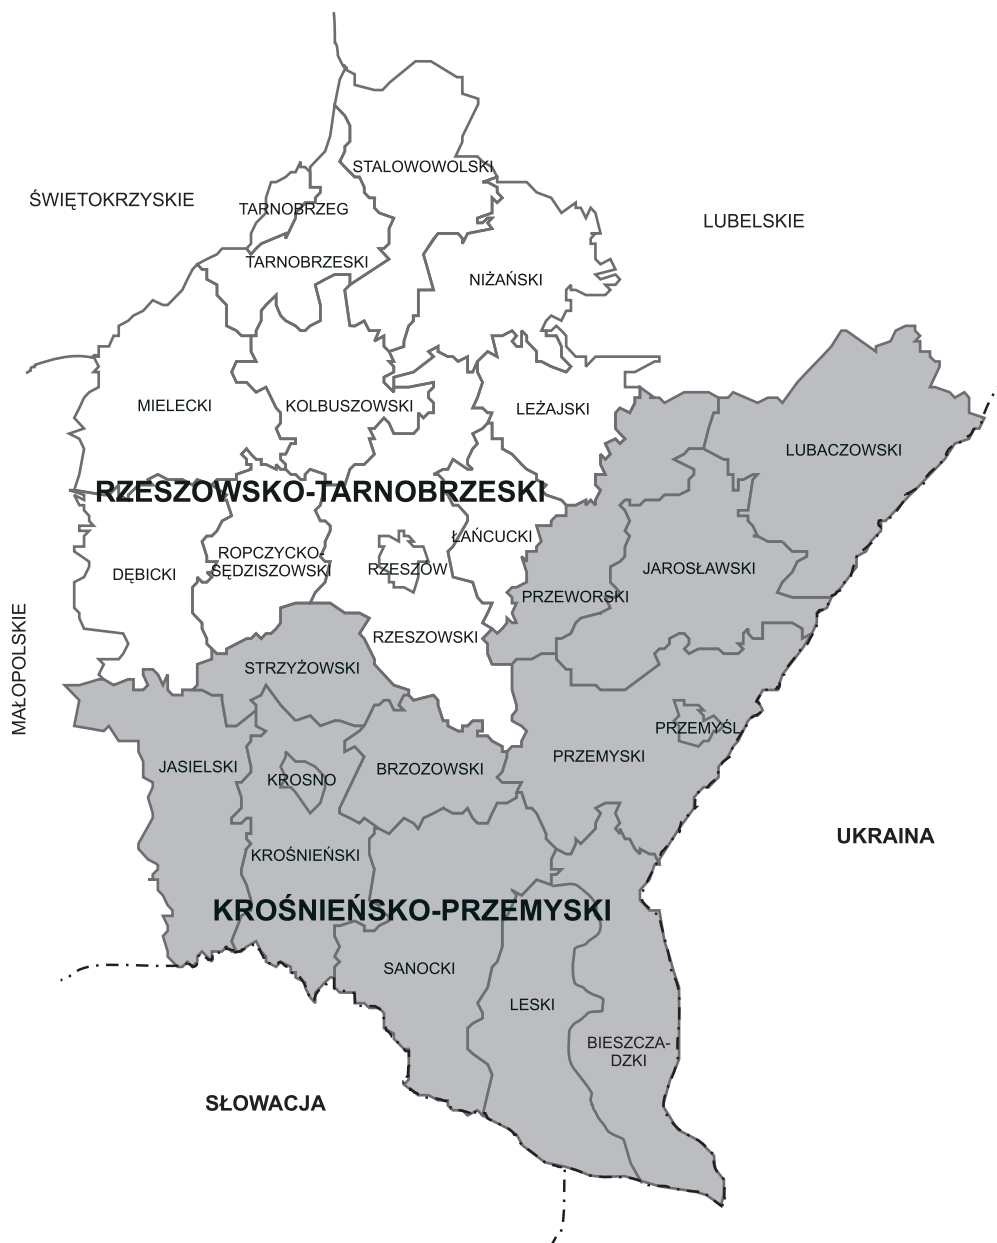 STALOWOWOLSKI
ŚWIĘTOKRZYSKIE
TARNOBRZEG
LUBELSKIE
TARNOBRZESKI
NIŻAŃSKI
MIELECKI
KOLBUSZOWSKI
LEŻAJSKI
LUBACZOWSKI
RZESZOWSKO-TARNOBRZESKI
ŁAŃCUCKI
ROPCZYCKO-
SĘDZISZOWSKI
DĘBICKI
RZESZÓW
JAROSŁAWSKI
PRZEWORSKI
RZESZOWSKI
MAŁOPOLSKIE
STRZYŻOWSKI
PRZEMYŚL
PRZEMYSKI
JASIELSKI
KROSNO
BRZOZOWSKI
UKRAINA
KROŚNIEŃSKI
KROŚNIEŃSKO-PRZEMYSKI
SANOCKI
LESKI
BIESZCZA-
DZKI
SŁOWACJA